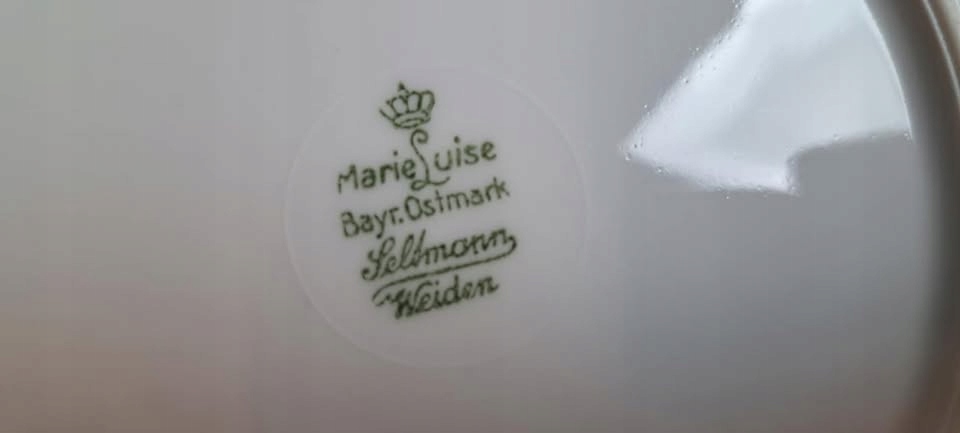 Marie Luise
Bayr. Ostmark
Seltmann
Weiden